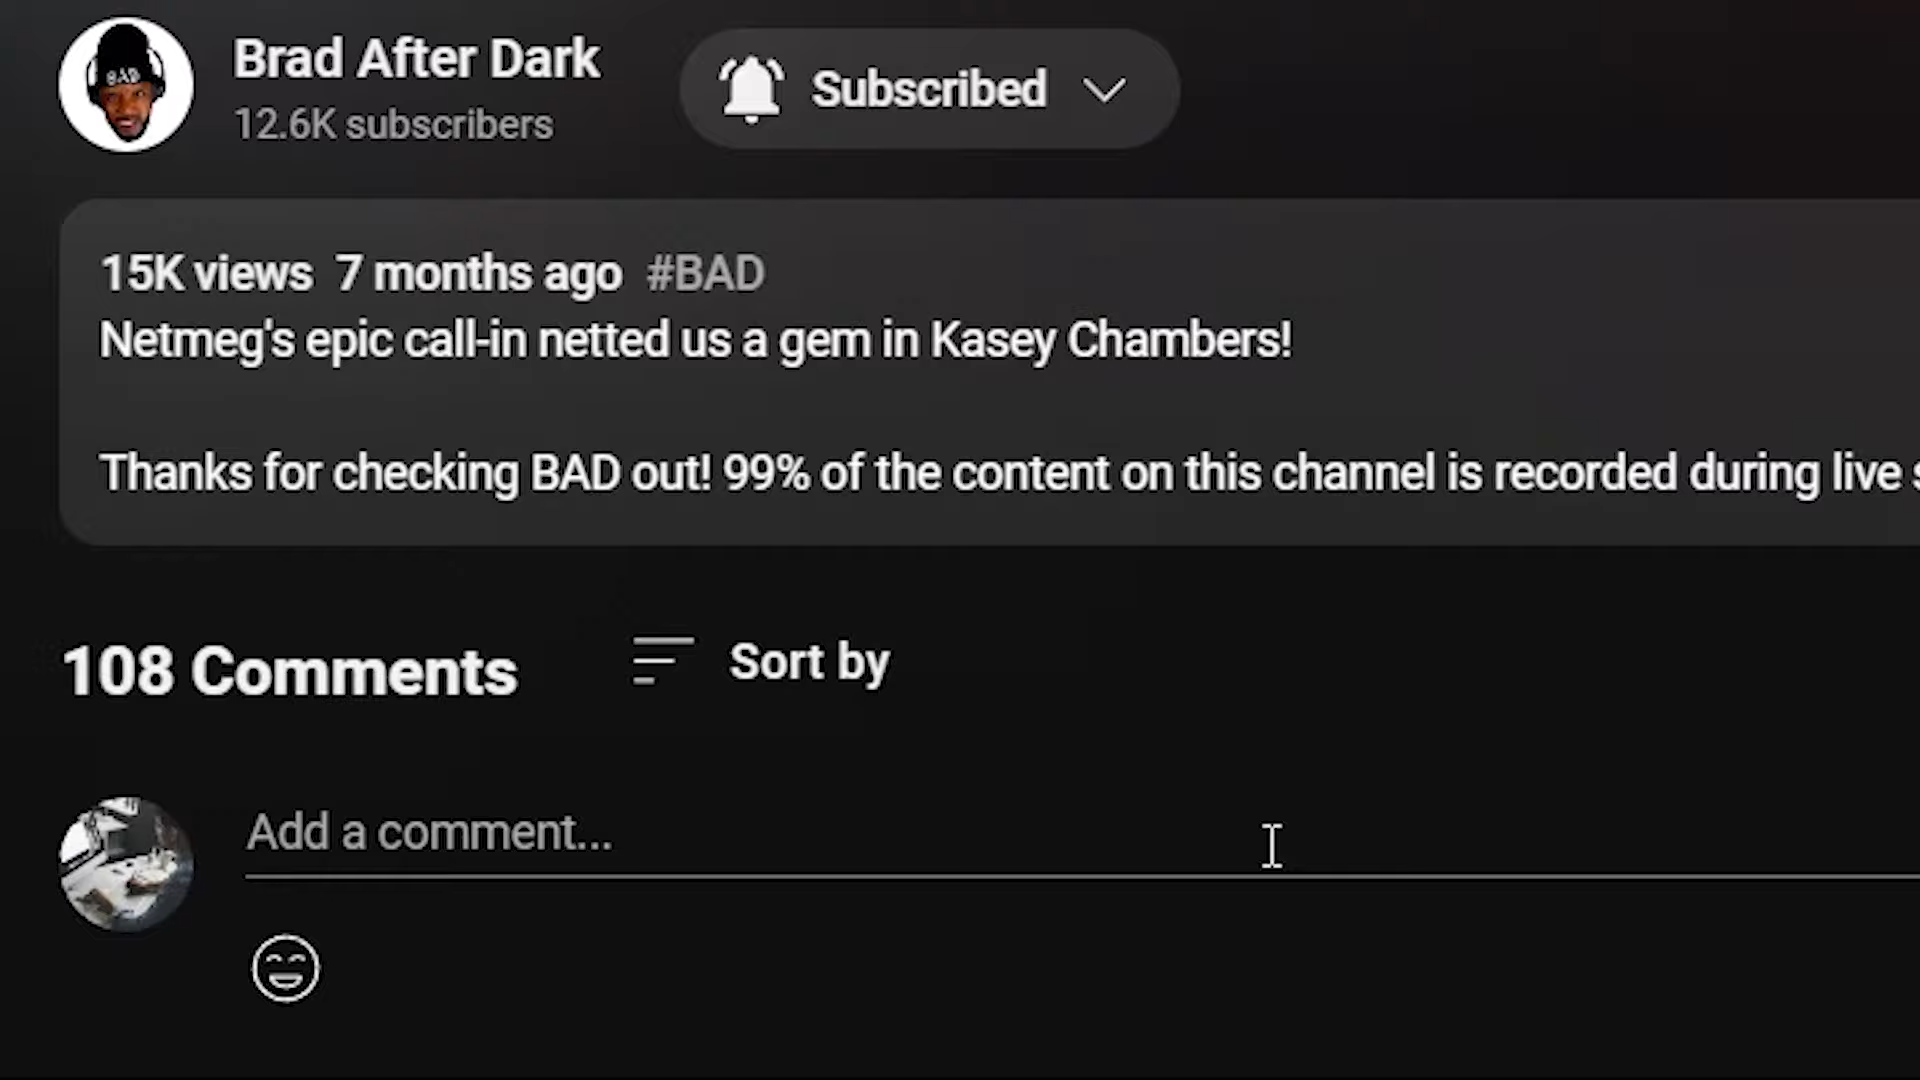 BAD
Brad After Dark
12.6K subscribers
Subscribed
15K views 7 months ago #BAD
Netmeg's epic call-in netted us a gem in Kasey Chambers!
Thanks for checking BAD out! 99% of the content on this channel is recorded during live
108 Comments
Sort by
Add a comment...